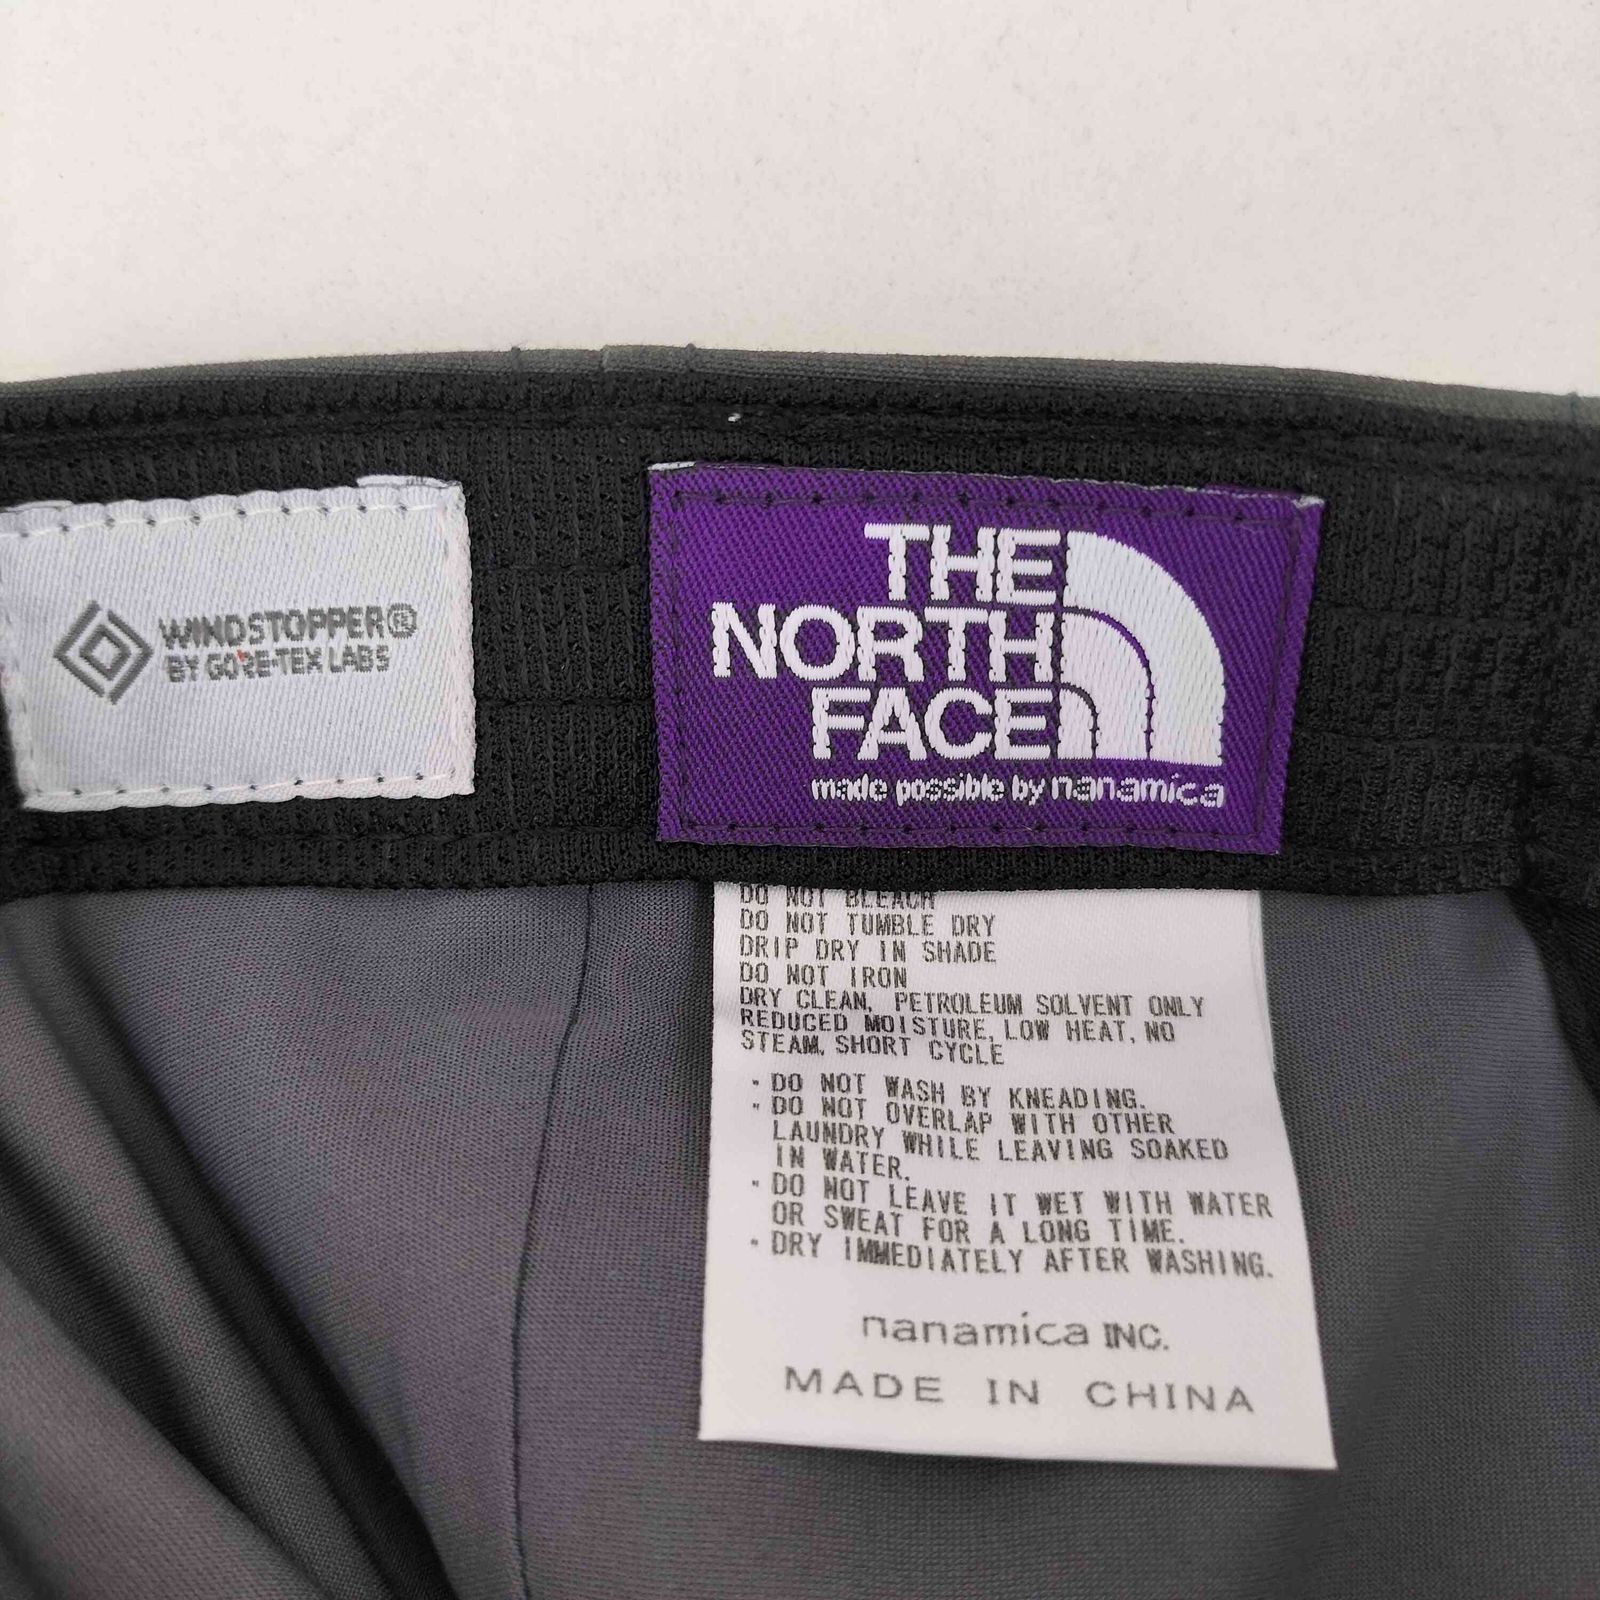 WINDSTOPPER®
BY GORE-TEX LABS
THE
NORTH
FACE
made possible by nanamica
DO NOT BLEACH
DO NOT TUMBLE DRY
DRIP DRY IN SHADE
DO NOT IRON
DRY CLEAN, PETROLEUM SOLVENT ONLY
REDUCED MOISTURE, LOW HEAT, NO
STEAM, SHORT CYCLE
・DO NOT WASH BY KNEADING.
・DO NOT OVERLAP WITH OTHER
LAUNDRY WHILE LEAVING SOAKED
IN WATER.
・DO NOT LEAVE IT WET WITH WATER
OR SWEAT FOR A LONG TIME.
・DRY IMMEDIATELY AFTER WASHING.
nanamica INC.
MADE IN CHINA